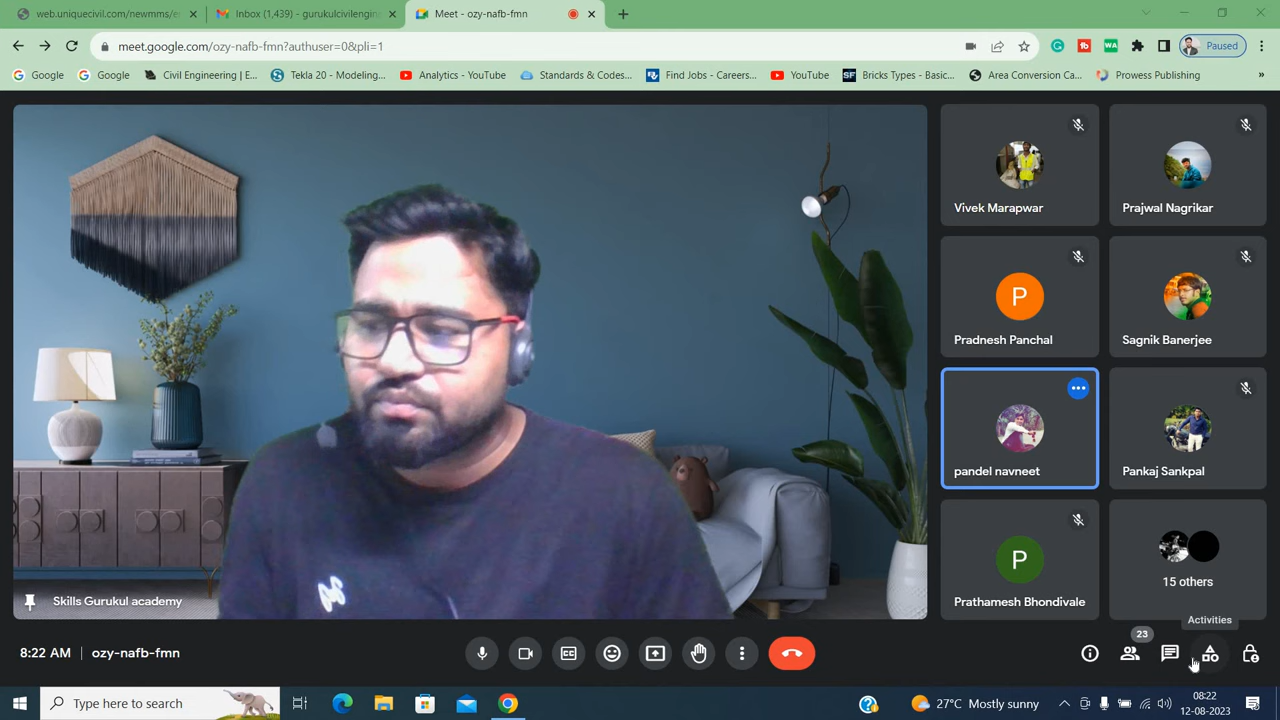 web.uniquecivil.com/newmms/e
Inbox (1,439) - gurukulcivilengin
Meet - ozy-nafb-fmn
meet.google.com/ozy-nafb-fmn?authuser=0&pli=1
Paused
Google
Google
Civil Engineering | E...
Tekla 20 - Modeling...
Analytics - YouTube
Standards & Codes...
Find Jobs - Careers...
YouTube
SF
Bricks Types - Basic...
Area Conversion Ca...
Prowess Publishing
»
Vivek Marapwar
Prajwal Nagrikar
P
Pradnesh Panchal
Sagnik Banerjee
pandel navneet
Pankaj Sankpal
P
Prathamesh Bhondivale
15 others
Skills Gurukul academy
Activities
8:22 AM | ozy-nafb-fmn
23
Type here to search
27°C Mostly sunny
08:22
12-08-2023